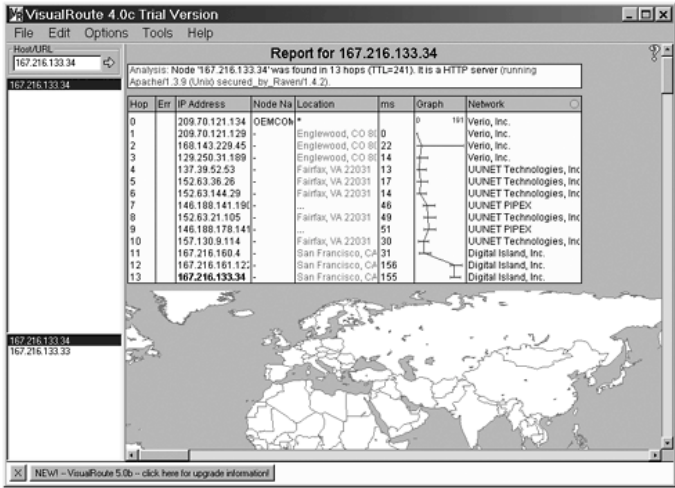 VisualRoute 4.0c Trial Version
File Edit Options Tools Help
Host/URL
167.216.133.34
167.216.133.34
Report for 167.216.133.34
Analysis: Node '167.216.133.34' was found in 13 hops (TTL=241). It is a HTTP server (running
Apache/1.3.9 (Unix) secured_by_Raven/1.4.2).
Hop Err IP Address Node Na Location ms Graph Network
0 209.70.121.134 OEMCOM * 0 191 Verio, Inc.
1 209.70.121.129 - Englewood, CO 80 0 Verio, Inc.
2 168.143.229.45 - Englewood, CO 80 22 Verio, Inc.
3 129.250.31.189 - Englewood, CO 80 14 Verio, Inc.
4 137.39.52.53 - Fairfax, VA 22031 13 UUNET Technologies, Inc
5 152.63.36.26 - Fairfax, VA 22031 17 UUNET Technologies, Inc
6 152.63.144.29 - Fairfax, VA 22031 14 UUNET Technologies, Inc
7 146.188.141.190 - ... 46 UUNET PIPEX
8 152.63.21.105 - Fairfax, VA 22031 49 UUNET Technologies, Inc
9 146.188.178.141 - ... 51 UUNET PIPEX
10 157.130.9.114 - Fairfax, VA 22031 30 UUNET Technologies, Inc
11 167.216.160.4 - San Francisco, CA 31 Digital Island, Inc.
12 167.216.161.122 - San Francisco, CA 156 Digital Island, Inc.
13 167.216.133.34 - San Francisco, CA 155 Digital Island, Inc.
167.216.133.34
167.216.133.33
NEW! -- VisualRoute 5.0b -- click here for upgrade information!